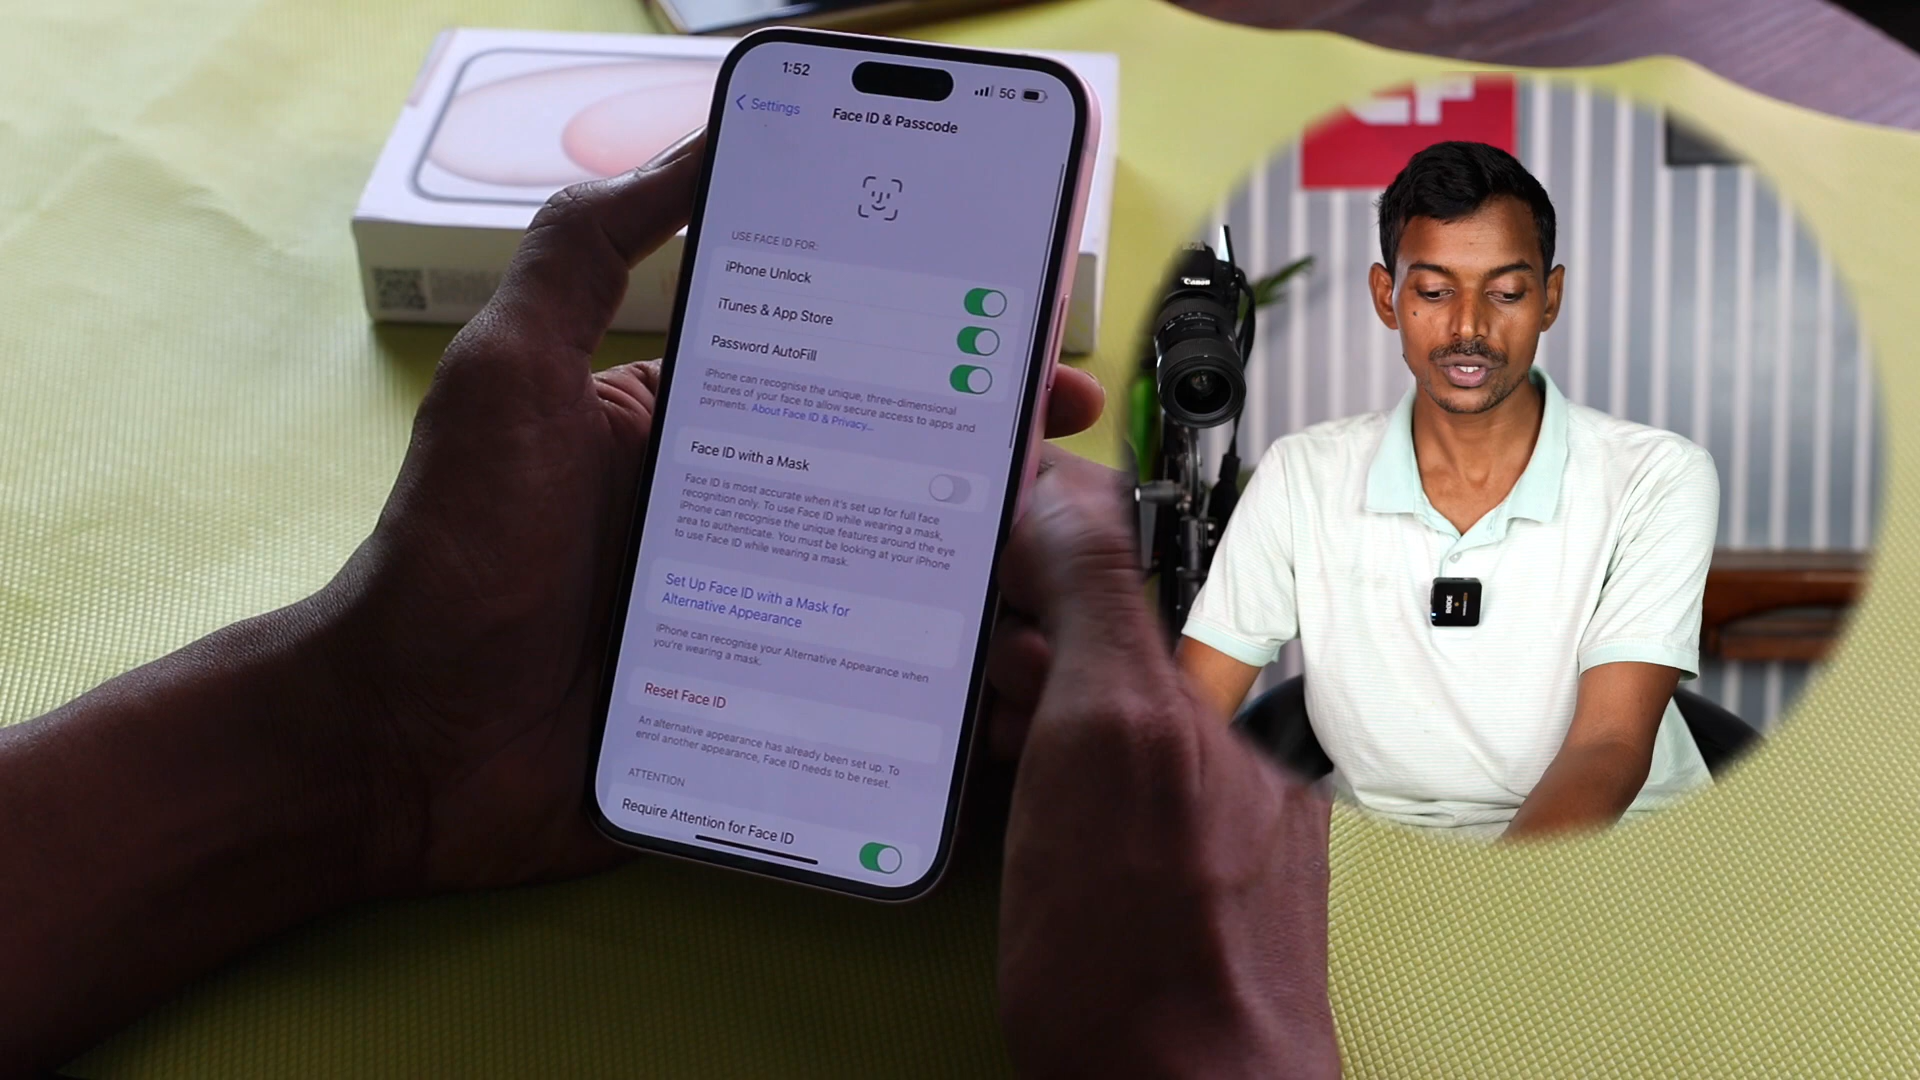 1:52
5G
Settings
Face ID & Passcode
USE FACE ID FOR:
iPhone Unlock
iTunes & App Store
Password AutoFill
iPhone can recognise the unique, three-dimensional
features of your face to allow secure access to apps and
payments. About Face ID & Privacy...
Face ID with a Mask
Face ID is most accurate when it's set up for full face
recognition only. To use Face ID while wearing a mask,
iPhone can recognise the unique features around the eye
area to authenticate. You must be looking at your iPhone
to use Face ID while wearing a mask.
Set Up Face ID with a Mask for
Alternative Appearance
iPhone can recognise your Alternative Appearance when
you're wearing a mask.
Reset Face ID
An alternative appearance has already been set up. To
enrol another appearance, Face ID needs to be reset.
ATTENTION
Require Attention for Face ID
Canon
RØDE